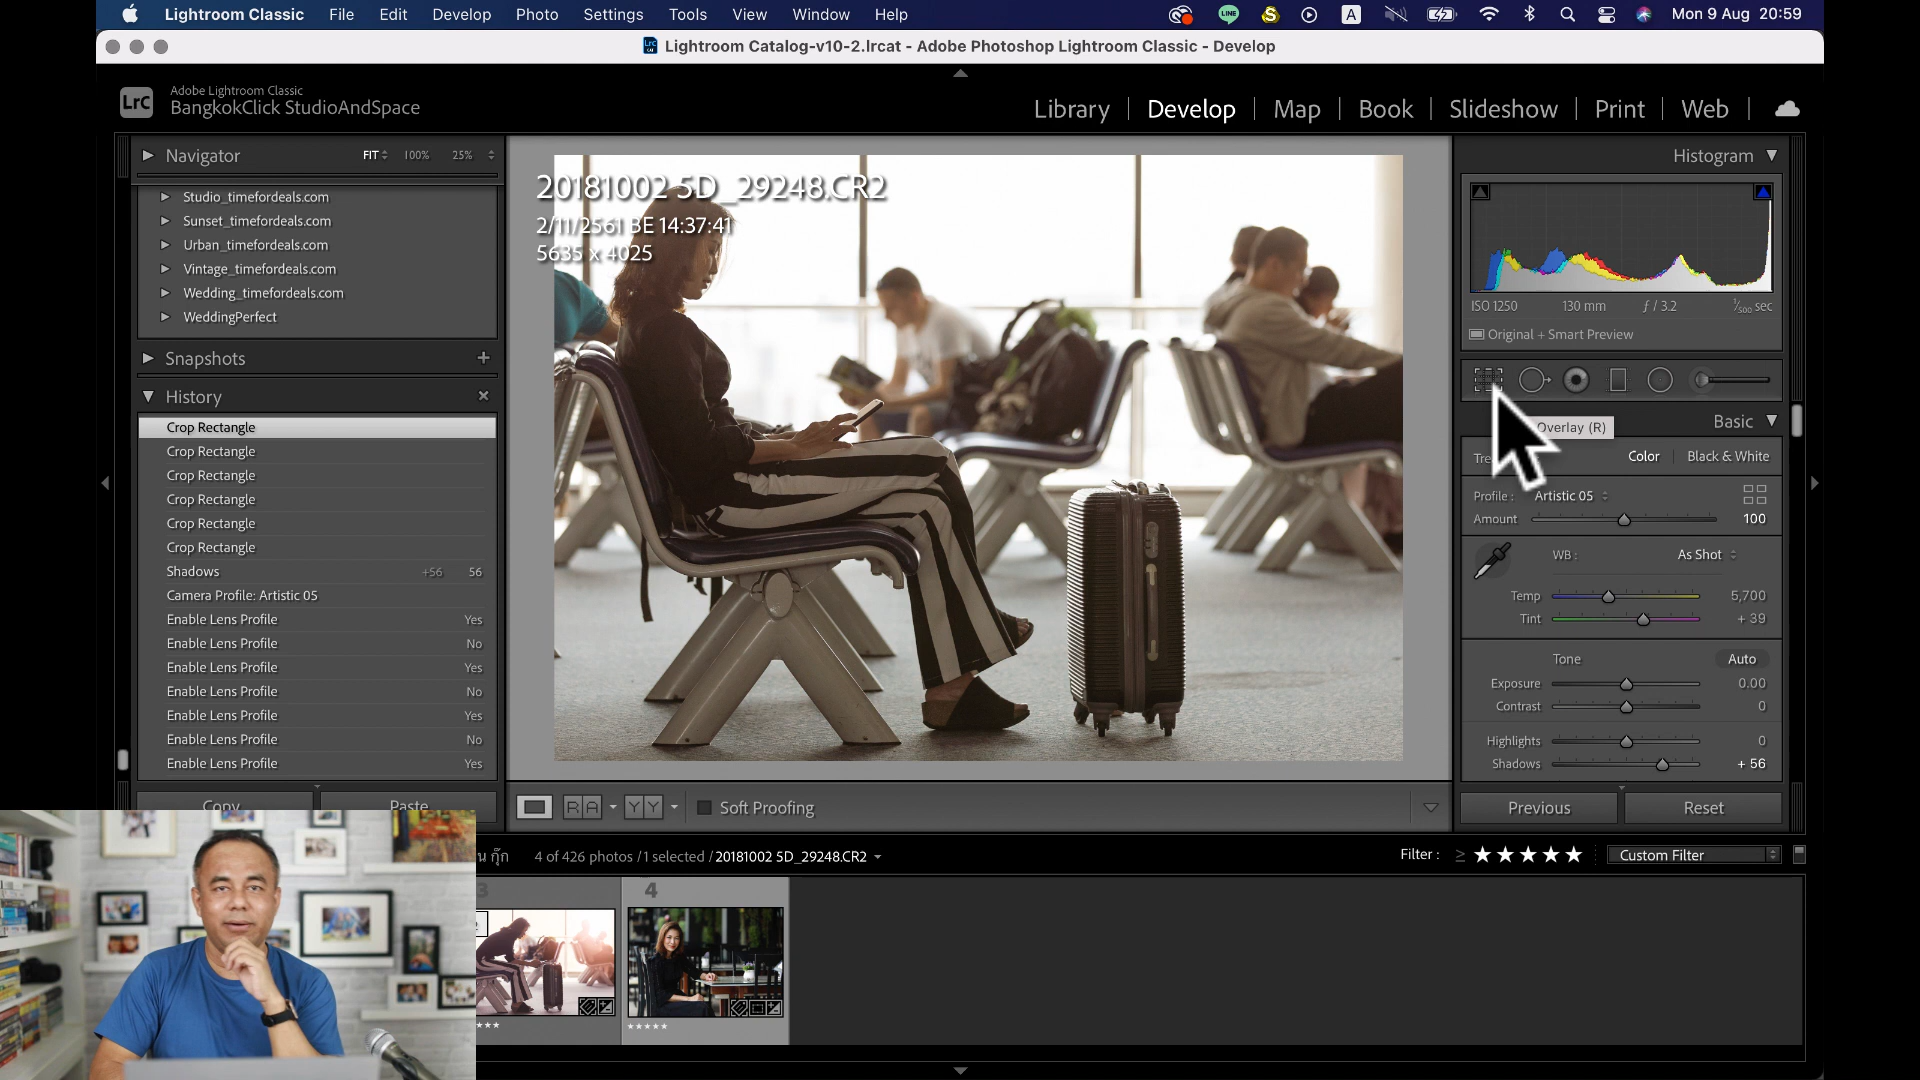 Lightroom Classic File Edit Develop Photo Settings Tools View Window Help
A Mon 9 Aug 20:59
Lightroom Catalog-v10-2.lrcat - Adobe Photoshop Lightroom Classic - Develop
LrC Adobe Lightroom Classic
BangkokClick StudioAndSpace
Library | Develop | Map | Book | Slideshow | Print | Web |
Navigator FIT 100% 25%
Studio_timefordeals.com
Sunset_timefordeals.com
Urban_timefordeals.com
Vintage_timefordeals.com
Wedding_timefordeals.com
WeddingPerfect
Snapshots +
History ×
Crop Rectangle
Crop Rectangle
Crop Rectangle
Crop Rectangle
Crop Rectangle
Crop Rectangle
Shadows +56 56
Camera Profile: Artistic 05
Enable Lens Profile Yes
Enable Lens Profile No
Enable Lens Profile Yes
Enable Lens Profile No
Enable Lens Profile Yes
Enable Lens Profile No
Enable Lens Profile Yes
Copy Paste
20181002 5D_29248.CR2
2/11/2561 BE 14:37:41
5635 x 4025
Histogram
ISO 1250 130 mm ƒ / 3.2 1/500 sec
Original + Smart Preview
Overlay (R)
Basic
Color Black & White
Profile : Artistic 05
Amount 100
WB : As Shot
Temp 5,700
Tint + 39
Tone Auto
Exposure 0.00
Contrast 0
Highlights 0
Shadows + 56
Previous Reset
R A Y Y Soft Proofing
กุ๊ก 4 of 426 photos / 1 selected / 20181002 5D_29248.CR2
Filter : ≥ ★★★★★ Custom Filter
3 4